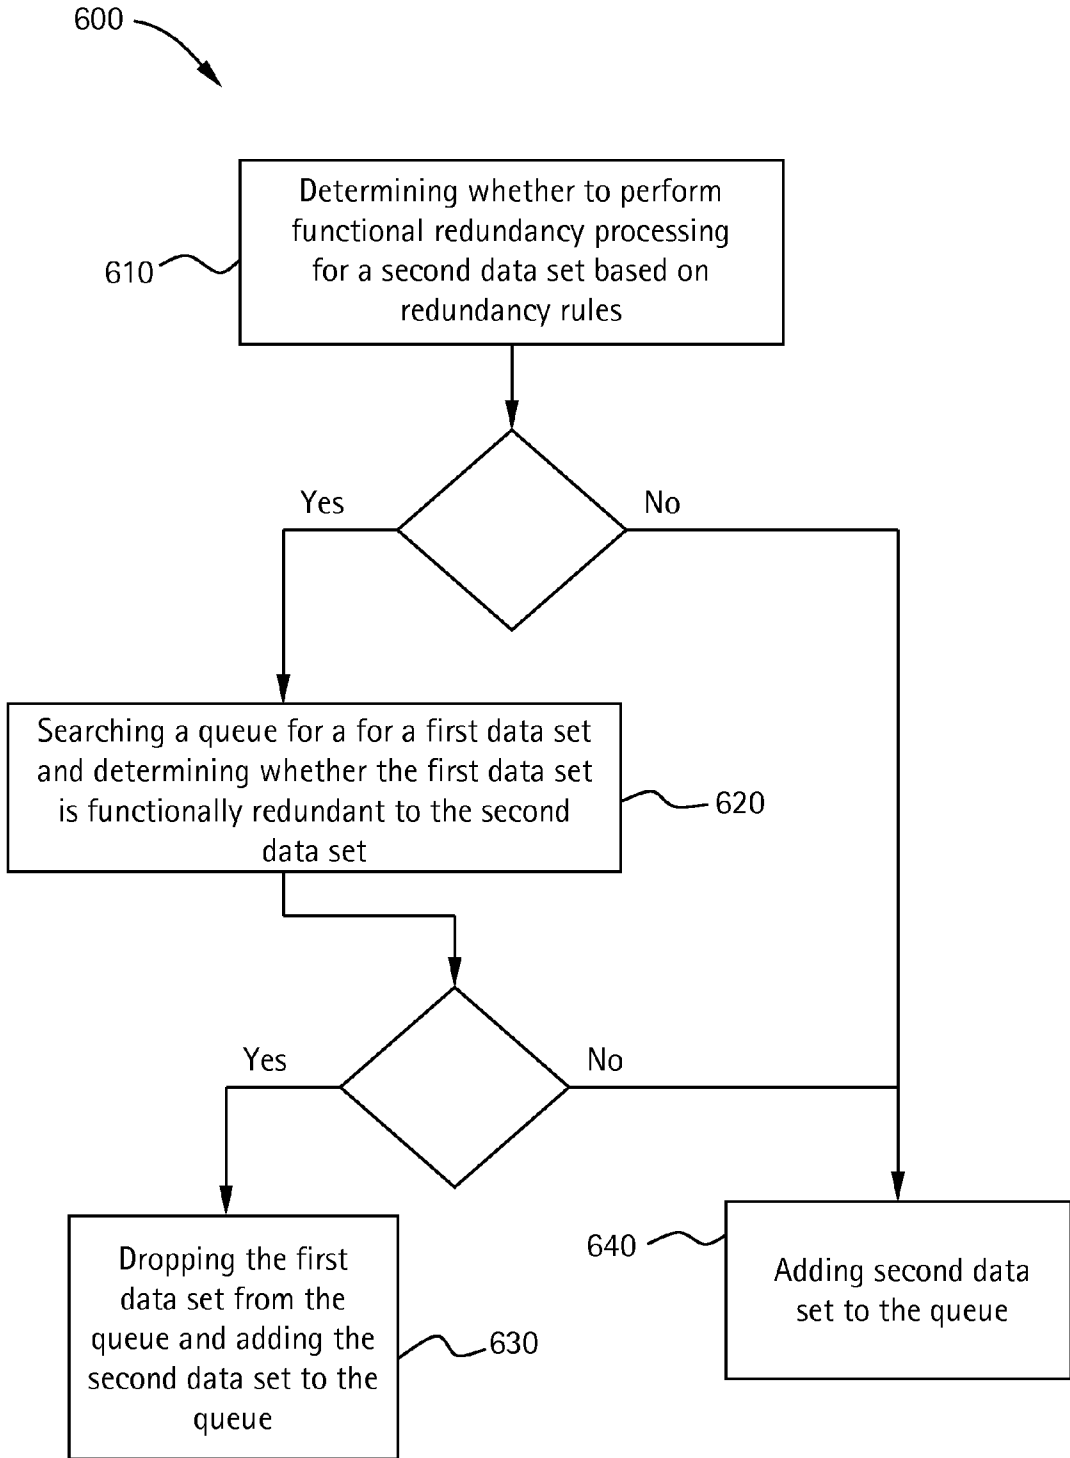 600
Determining whether to perform
functional redundancy processing
for a second data set based on
redundancy rules
610
Yes
No
Searching a queue for a for a first data set
and determining whether the first data set
is functionally redundant to the second
data set
620
Yes
No
Dropping the first
data set from the
queue and adding the
second data set to the
queue
630
640
Adding second data
set to the queue